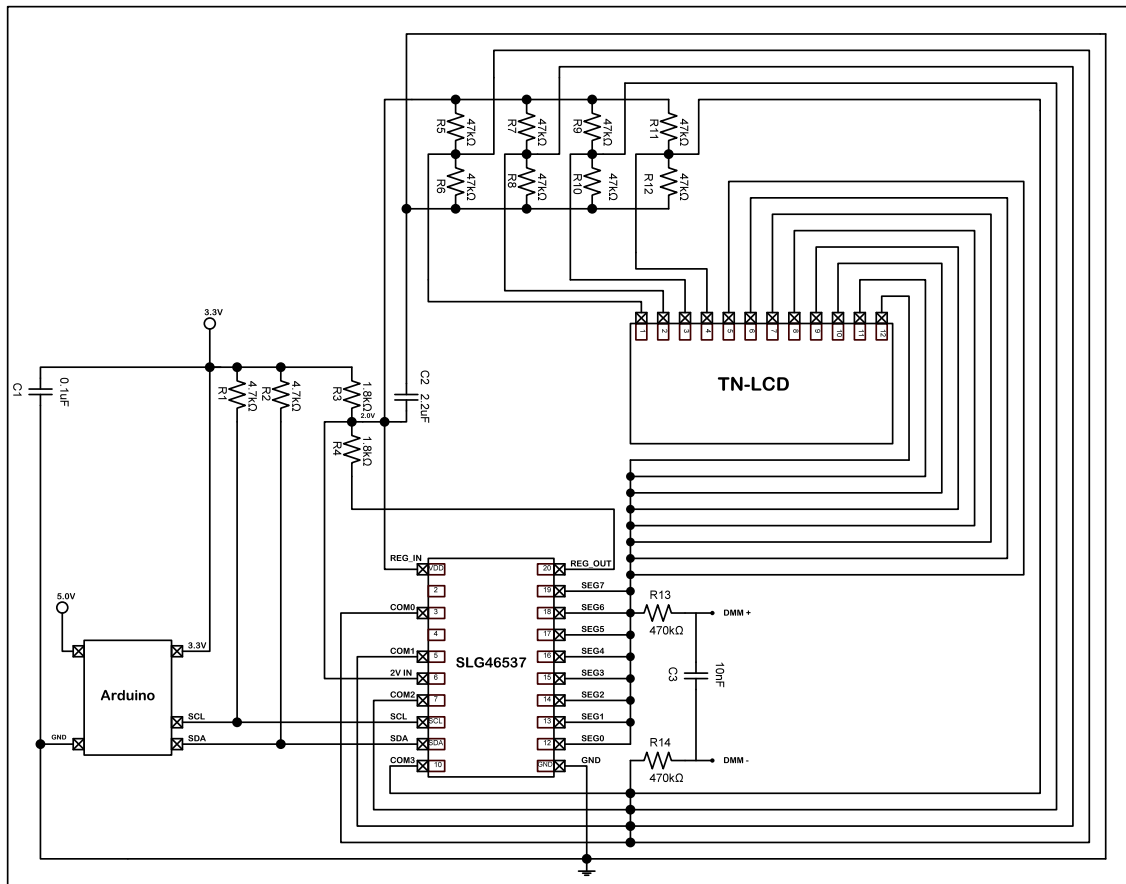 R5
47kΩ
R7
47kΩ
R9
47kΩ
R11
47kΩ
R6
47kΩ
R8
47kΩ
R10
47kΩ
R12
47kΩ
1
2
3
4
5
6
7
8
9
10
11
12
TN-LCD
3.3V
C1
0.1uF
R1
4.7kΩ
R2
4.7kΩ
R3
1.8kΩ
2.0V
R4
1.8kΩ
C2
2.2uF
REG_IN
VDD
20
REG_OUT
2
19
SEG7
COM0
3
18
SEG6
4
17
SEG5
COM1
5
16
SEG4
2V IN
6
15
SEG3
COM2
7
14
SEG2
SCL
SCL
13
SEG1
SDA
SDA
12
SEG0
COM3
10
GND
GND
SLG46537
R13
470kΩ
DMM +
C3
10nF
R14
470kΩ
DMM -
5.0V
3.3V
Arduino
SCL
GND
SDA